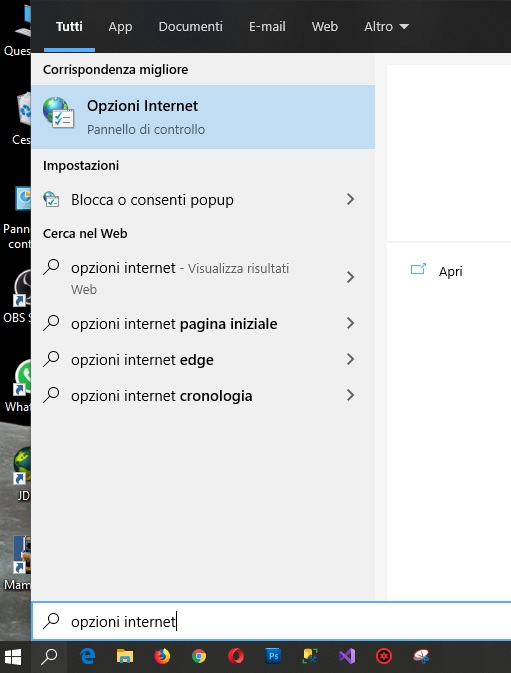 Tutti App Documenti E-mail Web Altro
Corrispondenza migliore
Opzioni Internet
Pannello di controllo
Impostazioni
Blocca o consenti popup
Cerca nel Web
opzioni internet - Visualizza risultati
Web
opzioni internet pagina iniziale
opzioni internet edge
opzioni internet cronologia
Apri
opzioni internet
Ques
Ces
Pann
cont
OBS S
What
JD
Mam
Ps